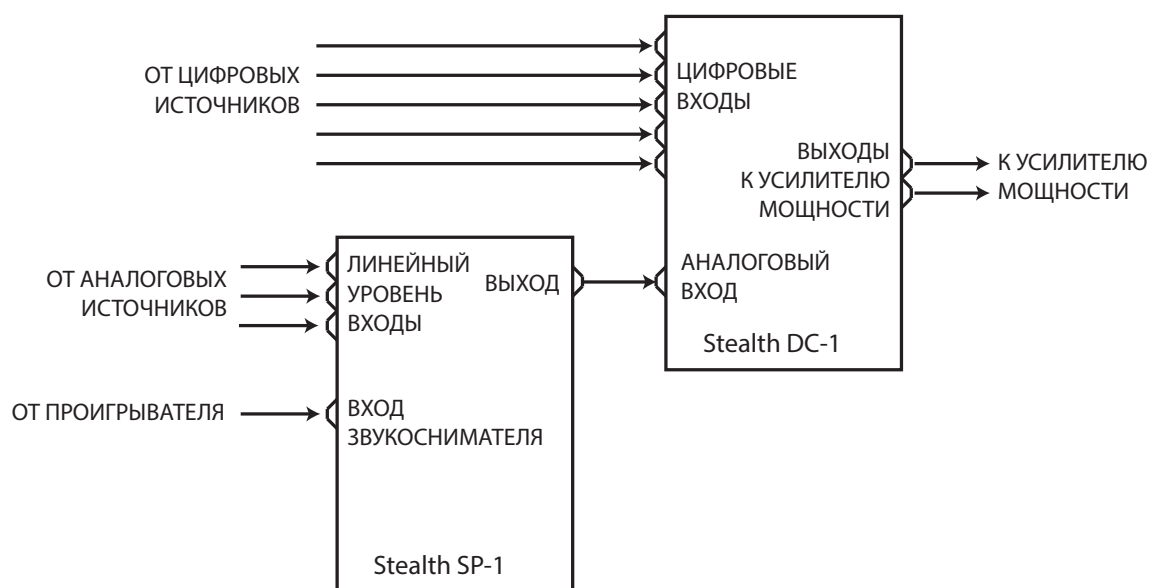 ОТ ЦИФРОВЫХ
ИСТОЧНИКОВ
ЦИФРОВЫЕ
ВХОДЫ
ВЫХОДЫ
К УСИЛИТЕЛЮ
МОЩНОСТИ
К УСИЛИТЕЛЮ
МОЩНОСТИ
ОТ АНАЛОГОВЫХ
ИСТОЧНИКОВ
ЛИНЕЙНЫЙ
УРОВЕНЬ
ВХОДЫ
ВЫХОД
АНАЛОГОВЫЙ
ВХОД
Stealth DC-1
ОТ ПРОИГРЫВАТЕЛЯ
ВХОД
ЗВУКОСНИМАТЕЛЯ
Stealth SP-1